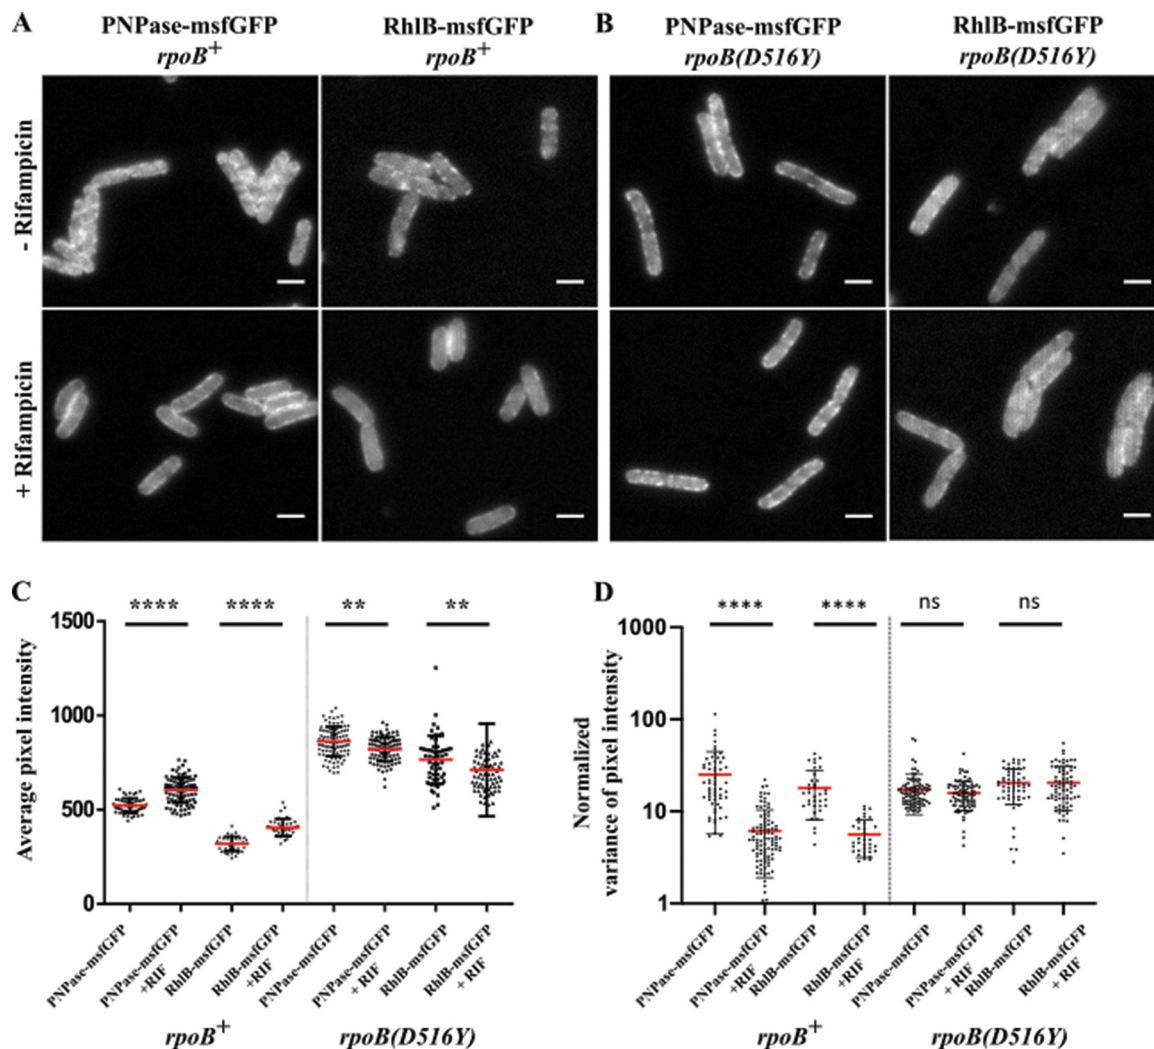 A
PNPase-msfGFP
rpoB+
RhlB-msfGFP
rpoB+
B
PNPase-msfGFP
rpoB(D516Y)
RhlB-msfGFP
rpoB(D516Y)
- Rifampicin
+ Rifampicin
C
Average pixel intensity
1500
1000
500
0
**** **** ** **
PNPase-msfGFP
PNPase-msfGFP
+RIF
RhlB-msfGFP
RhlB-msfGFP
+RIF
PNPase-msfGFP
PNPase-msfGFP
+ RIF
RhlB-msfGFP
RhlB-msfGFP
+ RIF
rpoB+
rpoB(D516Y)
D
Normalized
variance of pixel intensity
1000
100
10
1
**** **** ns ns
PNPase-msfGFP
PNPase-msfGFP
+RIF
RhlB-msfGFP
RhlB-msfGFP
+RIF
PNPase-msfGFP
PNPase-msfGFP
+ RIF
RhlB-msfGFP
RhlB-msfGFP
+ RIF
rpoB+
rpoB(D516Y)